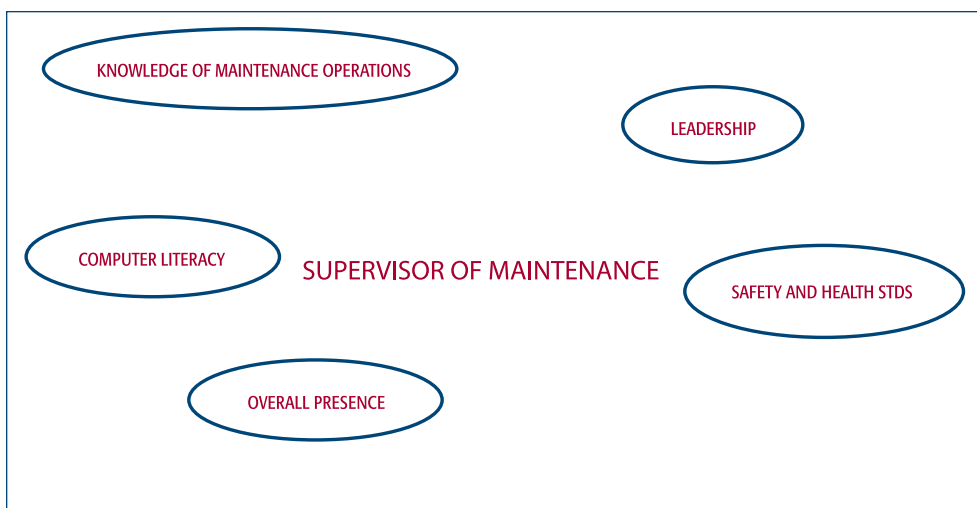 KNOWLEDGE OF MAINTENANCE OPERATIONS
LEADERSHIP
COMPUTER LITERACY
SUPERVISOR OF MAINTENANCE
SAFETY AND HEALTH STDS
OVERALL PRESENCE